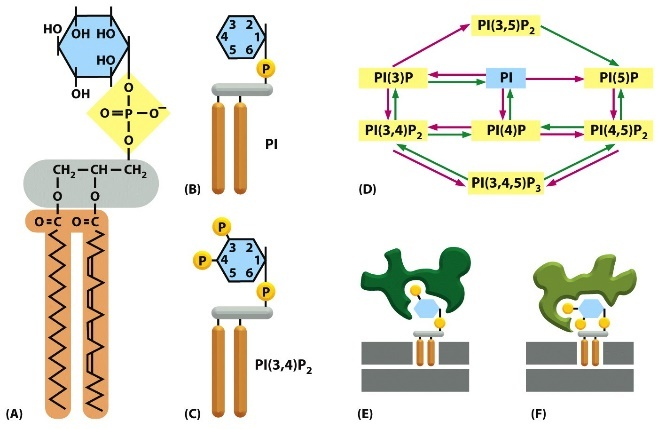 HO
OH HO
HO
OH
O
O=P—O−
O
CH2—CH—CH2
O O
O=C O=C
(A)
3 2
4 1
5 6
P
PI
(B)
P
3 2
P 4 1
5 6
P
PI(3,4)P2
(C)
PI(3,5)P2
PI(3)P PI PI(5)P
PI(3,4)P2 PI(4)P PI(4,5)P2
PI(3,4,5)P3
(D)
(E)
(F)